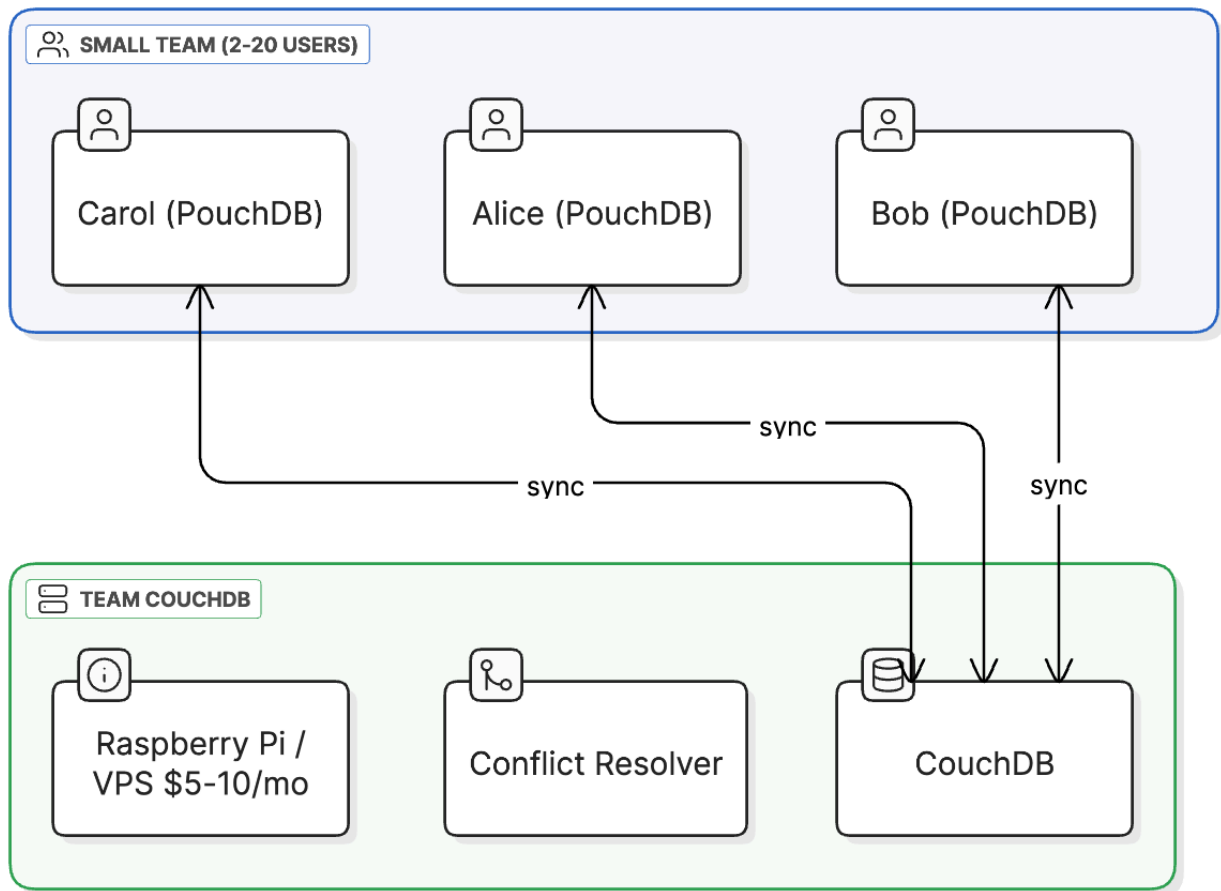 SMALL TEAM (2-20 USERS)
Carol (PouchDB)
Alice (PouchDB)
Bob (PouchDB)
sync
sync
sync
TEAM COUCHDB
Raspberry Pi /
VPS $5-10/mo
Conflict Resolver
CouchDB